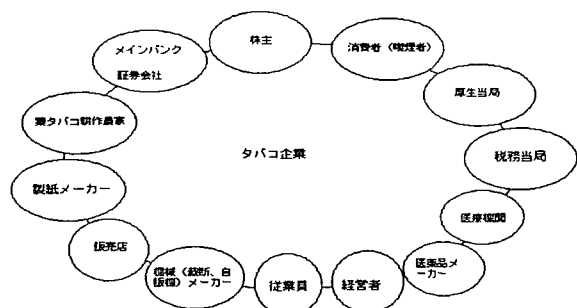 株主
消費者（喫煙者）
厚生当局
税務当局
医療機関
医薬品メ
ーカー
経営者
従業員
機械（裁断、自
販機）メーカー
販売店
製紙メーカー
葉タバコ耕作農家
メインバンク
証券会社
タバコ企業